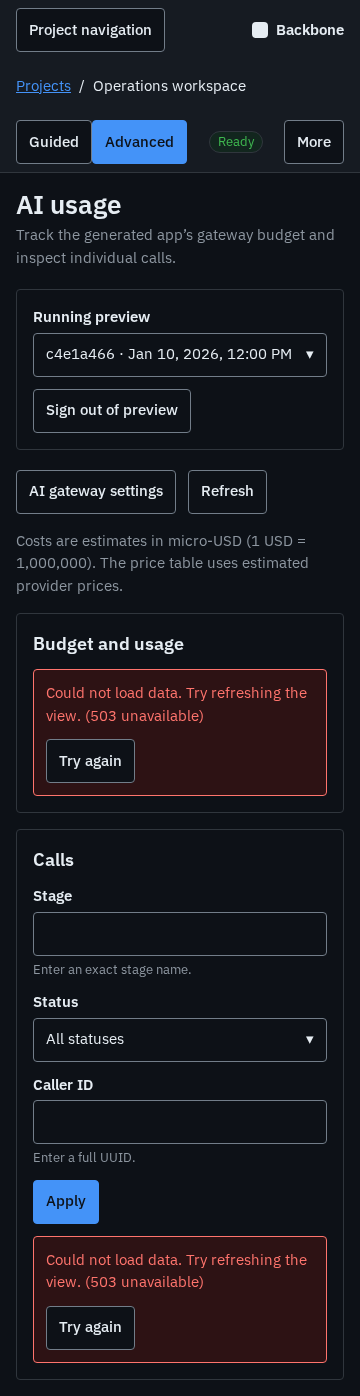 Project navigation
Backbone
Projects / Operations workspace
Guided
Advanced
Ready
More
AI usage
Track the generated app's gateway budget and
inspect individual calls.
Running preview
c4e1a466 · Jan 10, 2026, 12:00 PM ▾
Sign out of preview
AI gateway settings
Refresh
Costs are estimates in micro-USD (1 USD =
1,000,000). The price table uses estimated
provider prices.
Budget and usage
Could not load data. Try refreshing the
view. (503 unavailable)
Try again
Calls
Stage
Enter an exact stage name.
Status
All statuses ▾
Caller ID
Enter a full UUID.
Apply
Could not load data. Try refreshing the
view. (503 unavailable)
Try again